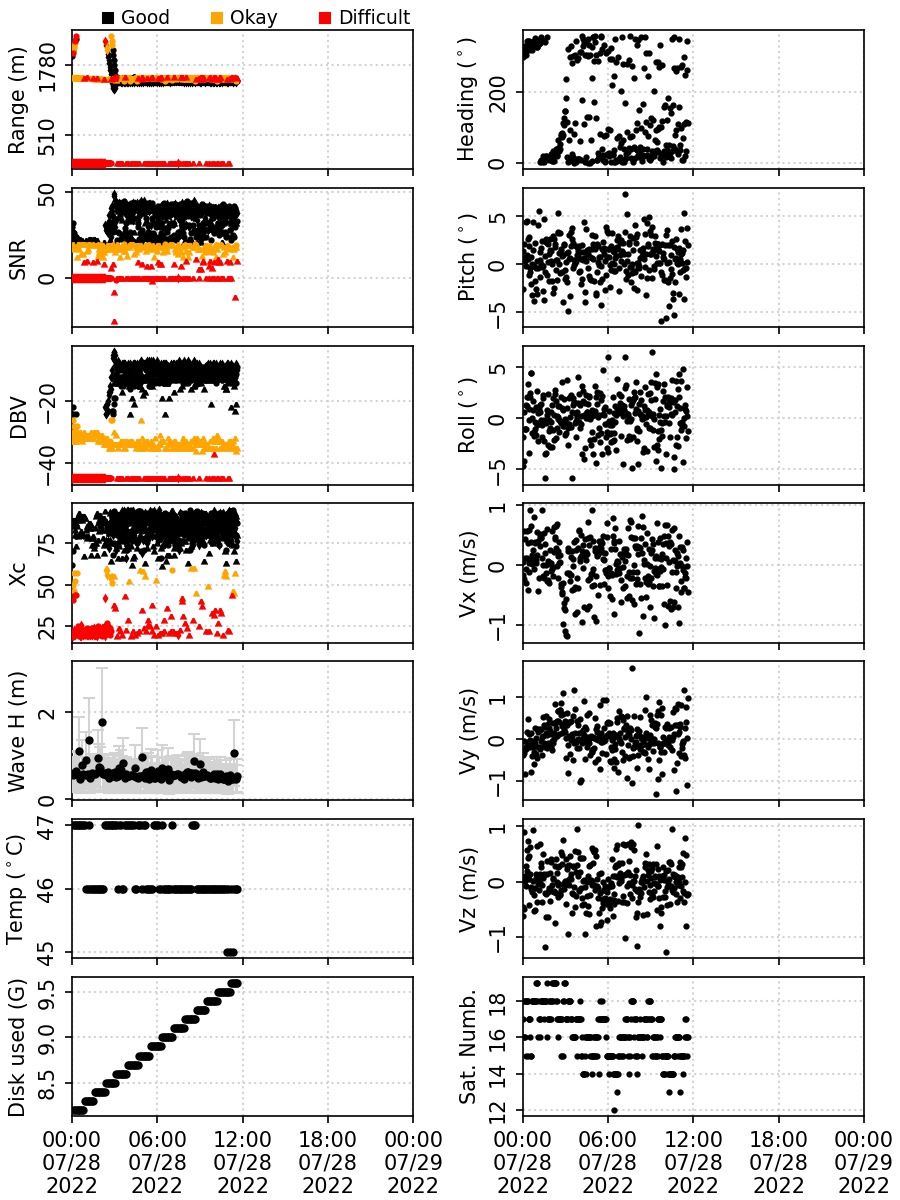 Good Okay Difficult
Range (m)
1780
510
SNR
50
0
DBV
−20
−40
Xc
75
50
25
Wave H (m)
2
0
Temp (°C)
47
46
45
Disk used (G)
9.5
9.0
8.5
00:00 06:00 12:00 18:00 00:00
07/28 07/28 07/28 07/28 07/29
2022 2022 2022 2022 2022
Heading (°)
200
0
Pitch (°)
5
0
−5
Roll (°)
5
0
−5
Vx (m/s)
1
0
−1
Vy (m/s)
1
0
−1
Vz (m/s)
1
0
−1
Sat. Numb.
18
16
14
12
00:00 06:00 12:00 18:00 00:00
07/28 07/28 07/28 07/28 07/29
2022 2022 2022 2022 2022